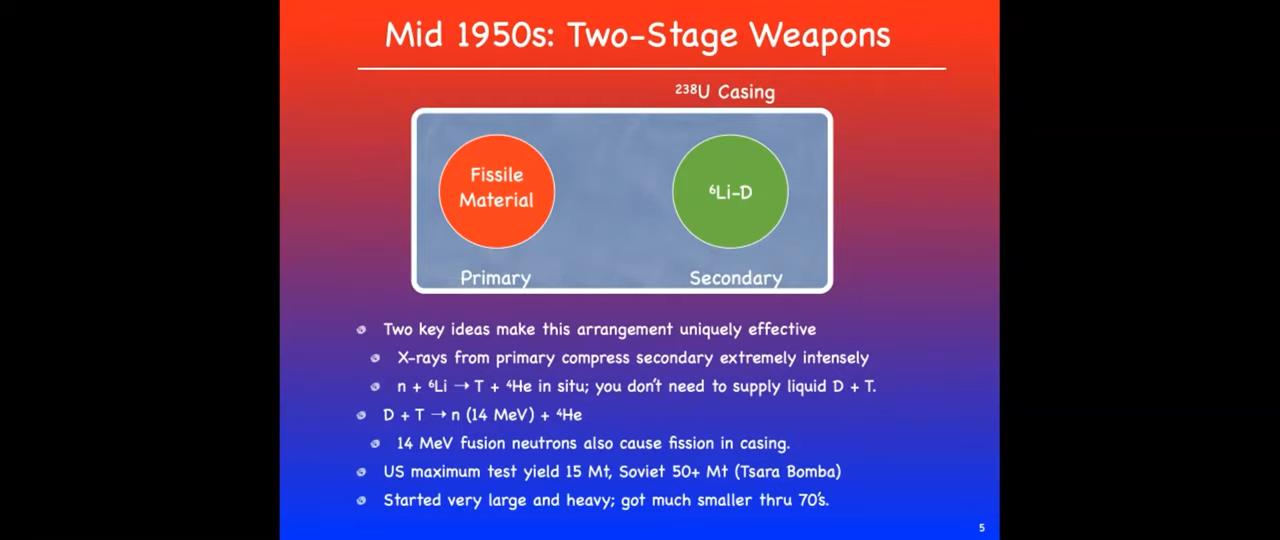 Mid 1950s: Two-Stage Weapons
²³⁸U Casing
Fissile
Material
⁶Li-D
Primary
Secondary
Two key ideas make this arrangement uniquely effective
X-rays from primary compress secondary extremely intensely
n + ⁶Li → T + ⁴He in situ; you don't need to supply liquid D + T.
D + T → n (14 MeV) + ⁴He
14 MeV fusion neutrons also cause fission in casing.
US maximum test yield 15 Mt, Soviet 50+ Mt (Tsara Bomba)
Started very large and heavy; got much smaller thru 70's.
5